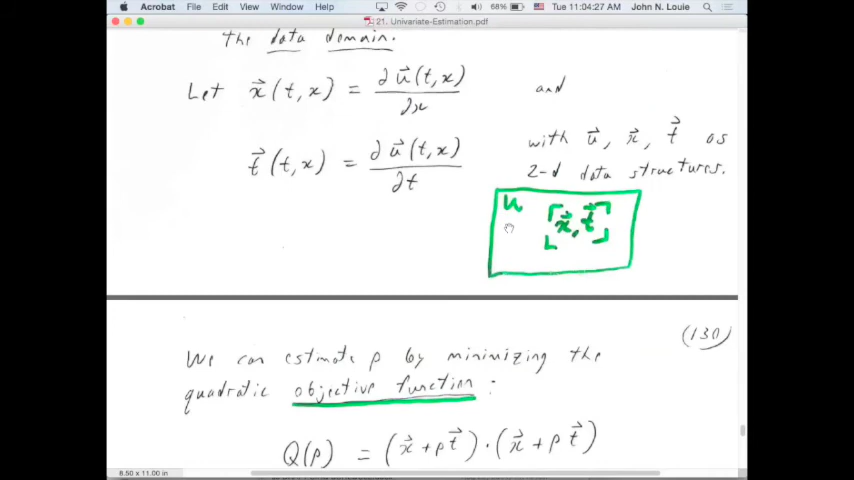 Acrobat File Edit View Window Help 68% Tue 11:04:27 AM John N. Louie
21. Univariate-Estimation.pdf
the data domain.
Let x⃗(t,x) = ∂u⃗(t,x)/∂x and
t⃗(t,x) = ∂u⃗(t,x)/∂t
with u⃗, x⃗, t⃗ as
2-d data structures.
u [x⃗, t⃗]
(130)
We can estimate p by minimizing the
quadratic objective function:
Q(p) = (x⃗ + p t⃗) · (x⃗ + p t⃗)
8.50 x 11.00 in